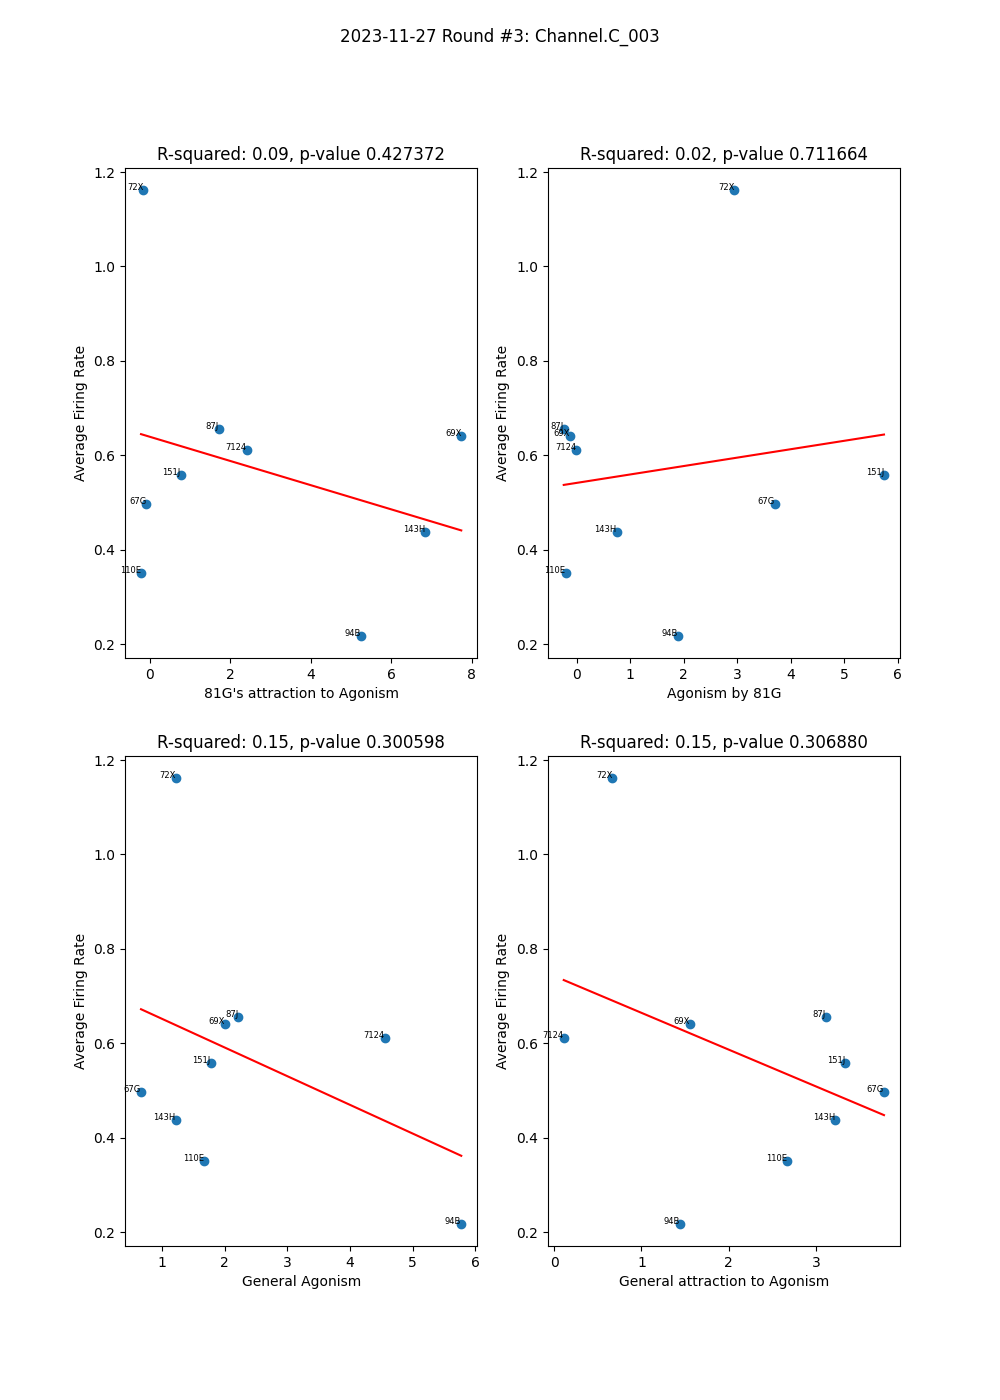 2023-11-27 Round #3: Channel.C_003
R-squared: 0.09, p-value 0.427372
1.2
1.0
0.8
0.6
0.4
0.2
Average Firing Rate
72X
87J
69X
7124
151J
67G
143H
110E
94B
0 2 4 6 8
81G's attraction to Agonism
R-squared: 0.02, p-value 0.711664
1.2
1.0
0.8
0.6
0.4
0.2
Average Firing Rate
72X
87J
69X
7124
151J
67G
143H
110E
94B
0 1 2 3 4 5 6
Agonism by 81G
R-squared: 0.15, p-value 0.300598
1.2
1.0
0.8
0.6
0.4
0.2
Average Firing Rate
72X
87J
69X
7124
151J
67G
143H
110E
94B
1 2 3 4 5 6
General Agonism
R-squared: 0.15, p-value 0.306880
1.2
1.0
0.8
0.6
0.4
0.2
Average Firing Rate
72X
87J
69X
7124
151J
67G
143H
110E
94B
0 1 2 3
General attraction to Agonism